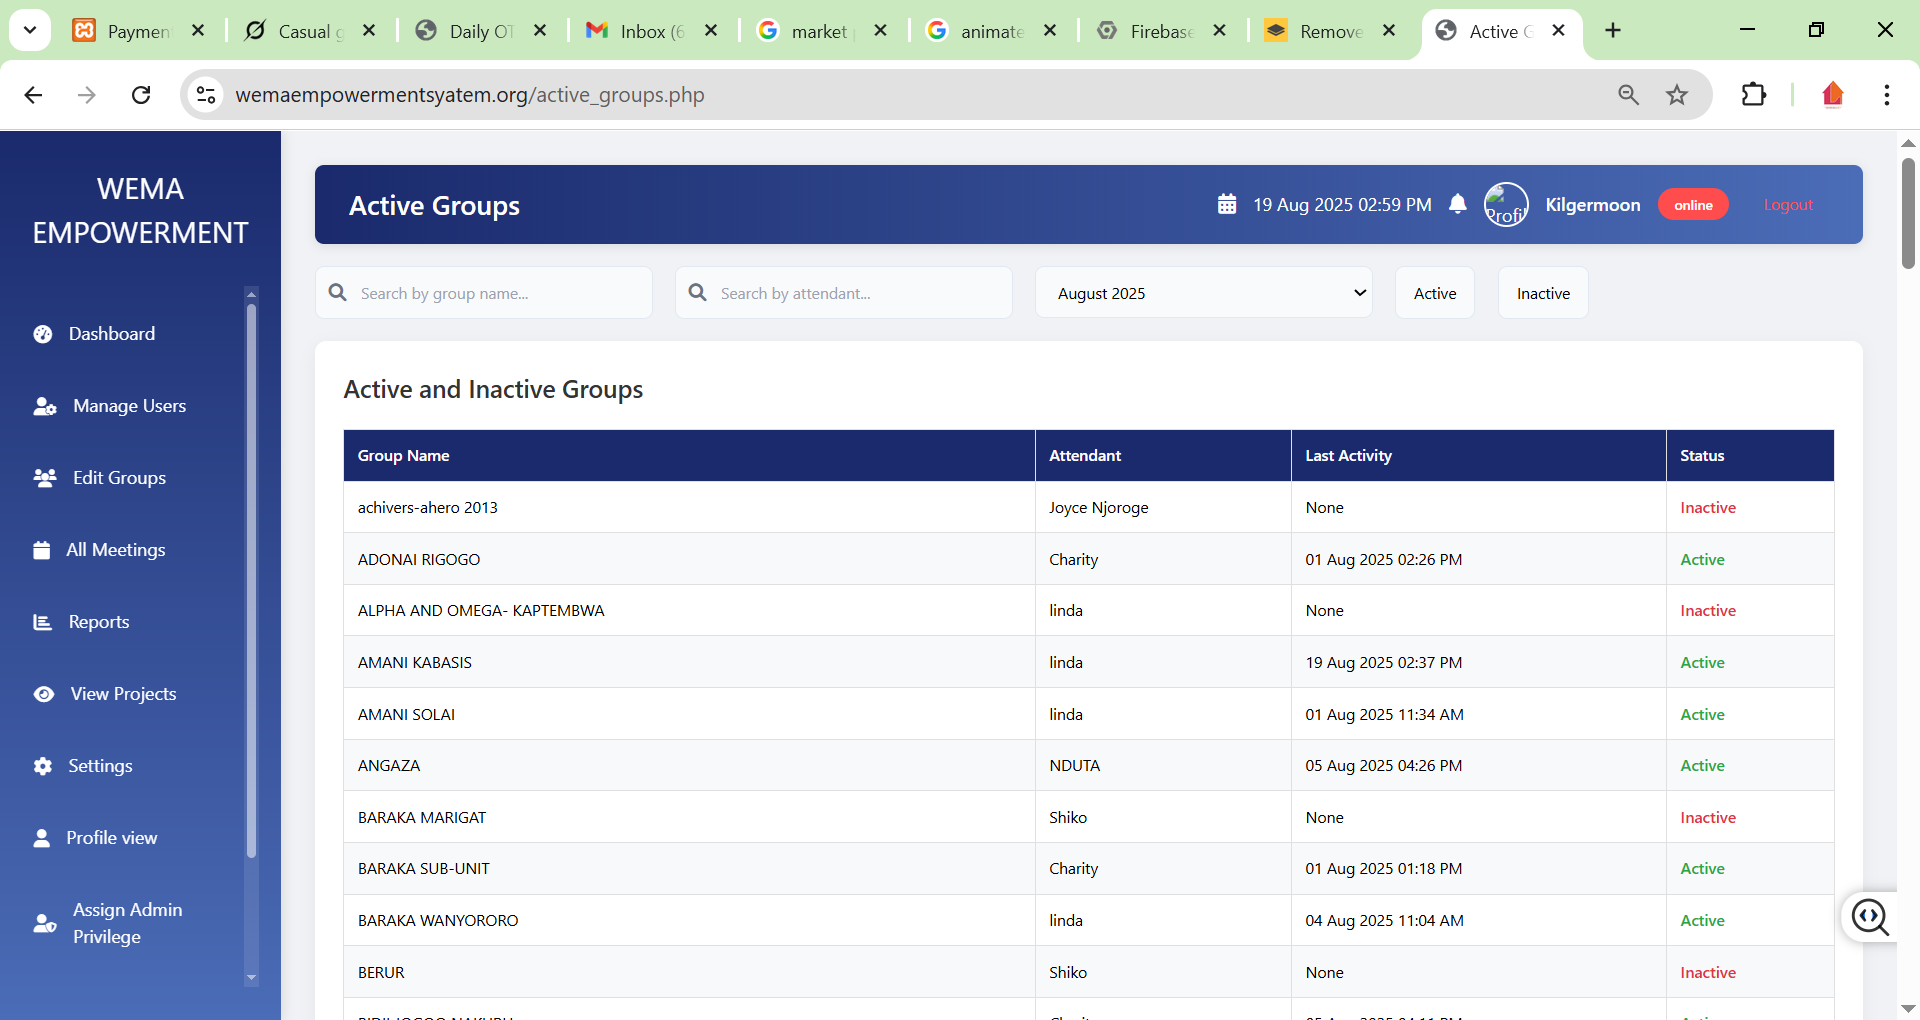 Paymen
Casual g
Daily OT
Inbox (6
market
animate
Firebase
Remove
Active G
wemaempowermentsyatem.org/active_groups.php
WEMA
EMPOWERMENT
Dashboard
Manage Users
Edit Groups
All Meetings
Reports
View Projects
Settings
Profile view
Assign Admin
Privilege
Active Groups
19 Aug 2025 02:59 PM
Profi
Kilgermoon
online
Logout
Search by group name...
Search by attendant...
August 2025
Active
Inactive
Active and Inactive Groups
Group Name Attendant Last Activity Status
achivers-ahero 2013 Joyce Njoroge None Inactive
ADONAI RIGOGO Charity 01 Aug 2025 02:26 PM Active
ALPHA AND OMEGA- KAPTEMBWA linda None Inactive
AMANI KABASIS linda 19 Aug 2025 02:37 PM Active
AMANI SOLAI linda 01 Aug 2025 11:34 AM Active
ANGAZA NDUTA 05 Aug 2025 04:26 PM Active
BARAKA MARIGAT Shiko None Inactive
BARAKA SUB-UNIT Charity 01 Aug 2025 01:18 PM Active
BARAKA WANYORORO linda 04 Aug 2025 11:04 AM Active
BERUR Shiko None Inactive